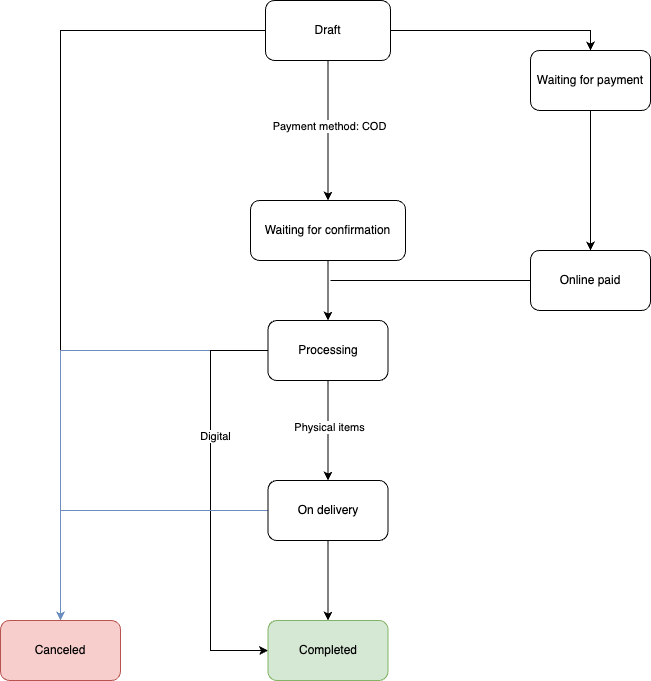 Draft
Waiting for payment
Payment method: COD
Waiting for confirmation
Online paid
Processing
Physical items
Digital
On delivery
Canceled
Completed